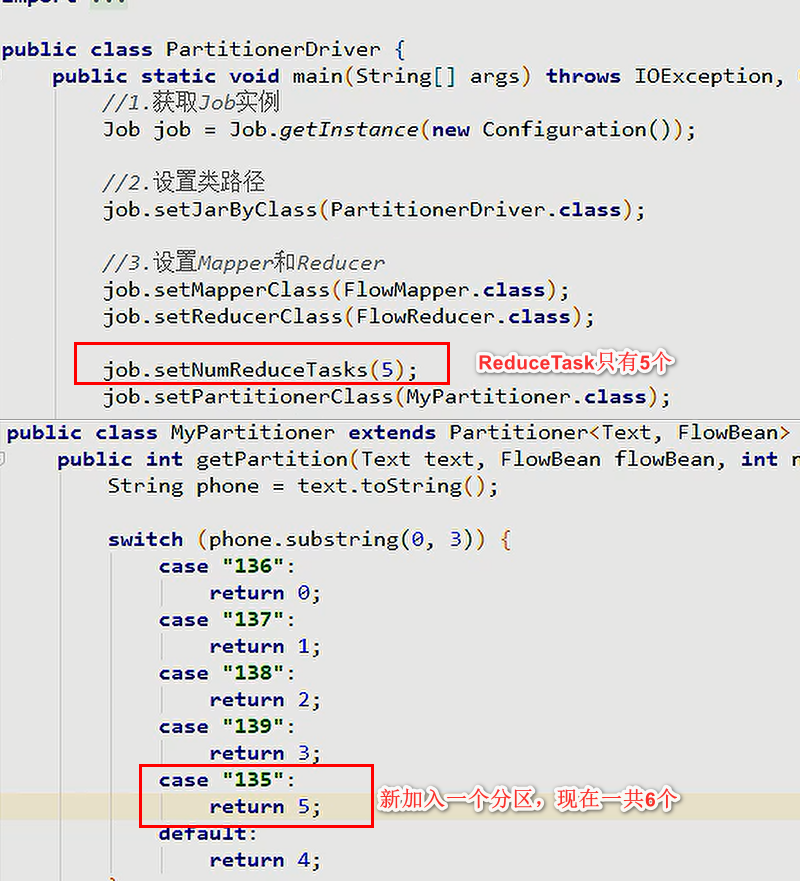 import ...
public class PartitionerDriver {
public static void main(String[] args) throws IOException,
//1.获取Job实例
Job job = Job.getInstance(new Configuration());
//2.设置类路径
job.setJarByClass(PartitionerDriver.class);
//3.设置Mapper和Reducer
job.setMapperClass(FlowMapper.class);
job.setReducerClass(FlowReducer.class);
job.setNumReduceTasks(5); ReduceTask只有5个
job.setPartitionerClass(MyPartitioner.class);
public class MyPartitioner extends Partitioner<Text, FlowBean>
public int getPartition(Text text, FlowBean flowBean, int n
String phone = text.toString();
switch (phone.substring(0, 3)) {
case "136":
return 0;
case "137":
return 1;
case "138":
return 2;
case "139":
return 3;
case "135":
return 5; 新加入一个分区，现在一共6个
default:
return 4;